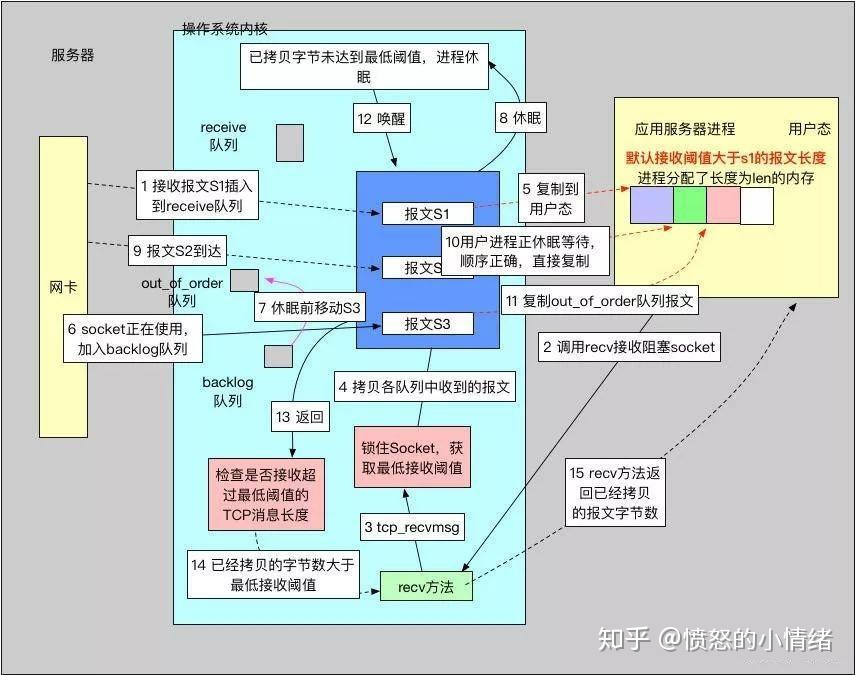 操作系统内核
服务器
已拷贝字节未达到最低阈值，进程休
眠
12 唤醒
8 休眠
receive
队列
应用服务器进程
用户态
默认接收阈值大于s1的报文长度
进程分配了长度为len的内存
1 接收报文S1插入
到receive队列
5 复制到
用户态
报文S1
9 报文S2到达
10用户进程正休眠等待，
顺序正确，直接复制
报文S
out_of_order
队列
网卡
7 休眠前移动S3
11 复制out_of_order队列报文
6 socket正在使用，
加入backlog队列
报文S3
2 调用recv接收阻塞socket
backlog
队列
4 拷贝各队列中收到的报文
13 返回
锁住Socket，获
取最低接收阈值
检查是否接收超
过最低阈值的
TCP消息长度
15 recv方法返
回已经拷贝
的报文字节数
3 tcp_recvmsg
14 已经拷贝的字节数大于
最低接收阈值
recv方法
知乎 @愤怒的小情绪